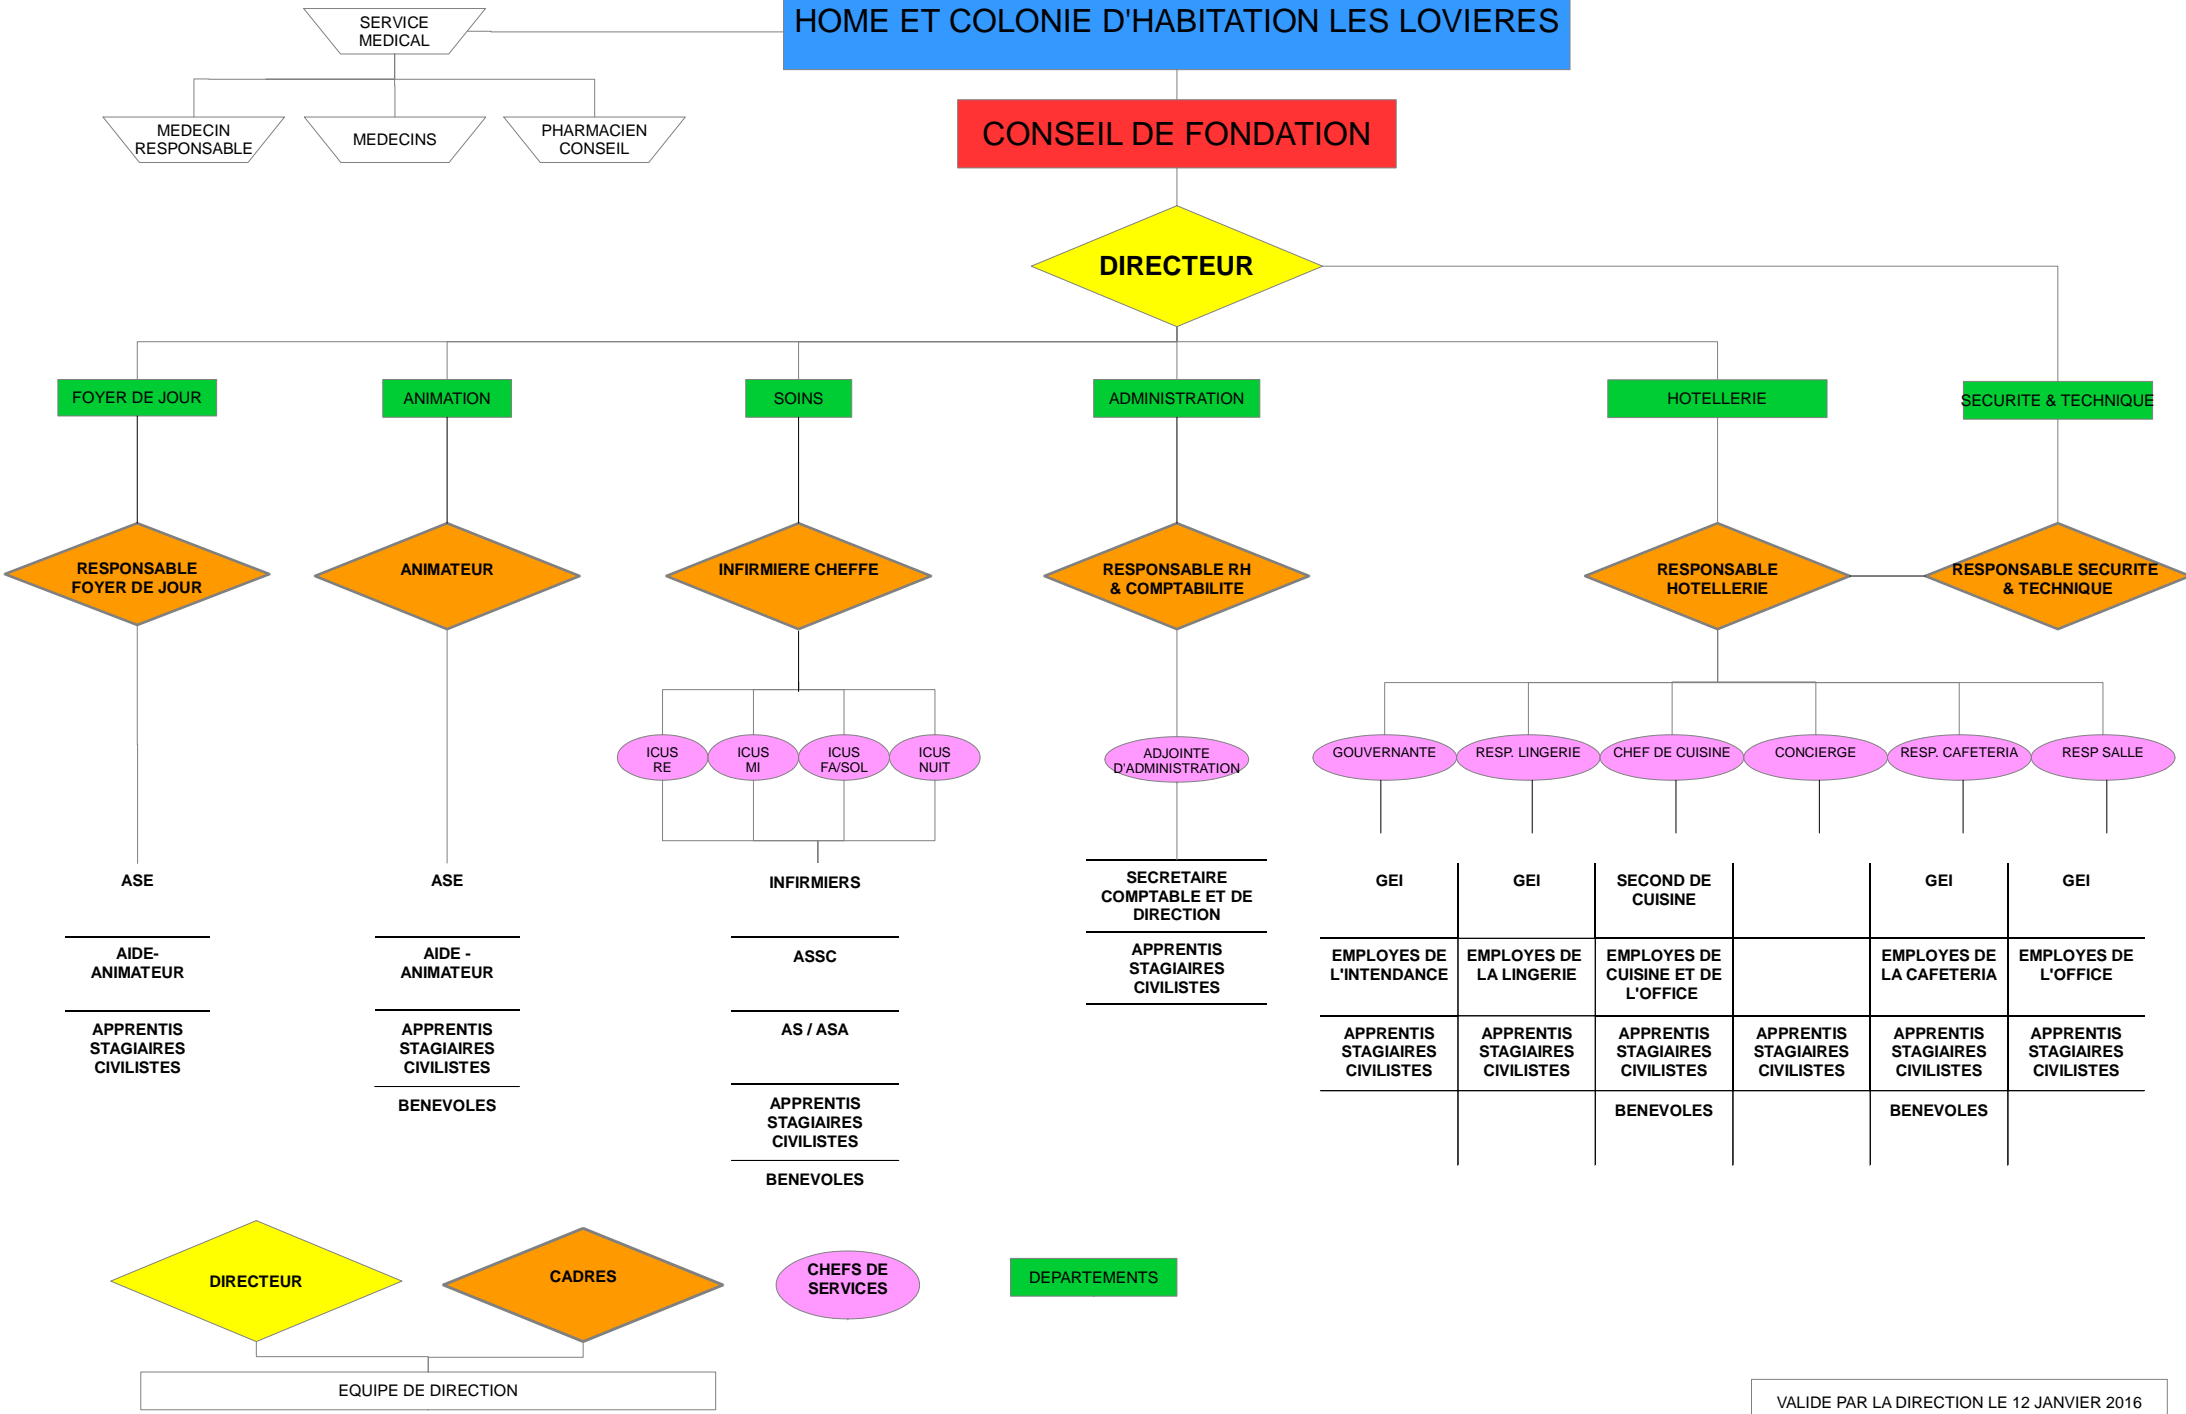 HOME ET COLONIE D'HABITATION LES LOVIERES
SERVICE
MEDICAL
MEDECIN
RESPONSABLE
MEDECINS
PHARMACIEN
CONSEIL
CONSEIL DE FONDATION
DIRECTEUR
FOYER DE JOUR
ANIMATION
SOINS
ADMINISTRATION
HOTELLERIE
SECURITE & TECHNIQUE
RESPONSABLE
FOYER DE JOUR
ANIMATEUR
INFIRMIERE CHEFFE
RESPONSABLE RH
& COMPTABILITE
RESPONSABLE
HOTELLERIE
RESPONSABLE SECURITE
& TECHNIQUE
ICUS
RE
ICUS
MI
ICUS
FA/SOL
ICUS
NUIT
ADJOINTE
D'ADMINISTRATION
GOUVERNANTE
RESP. LINGERIE
CHEF DE CUISINE
CONCIERGE
RESP. CAFETERIA
RESP SALLE
ASE
AIDE-
ANIMATEUR
APPRENTIS
STAGIAIRES
CIVILISTES
ASE
AIDE -
ANIMATEUR
APPRENTIS
STAGIAIRES
CIVILISTES
BENEVOLES
INFIRMIERS
ASSC
AS / ASA
APPRENTIS
STAGIAIRES
CIVILISTES
BENEVOLES
SECRETAIRE
COMPTABLE ET DE
DIRECTION
APPRENTIS
STAGIAIRES
CIVILISTES
GEI
EMPLOYES DE
L'INTENDANCE
APPRENTIS
STAGIAIRES
CIVILISTES
GEI
EMPLOYES DE
LA LINGERIE
APPRENTIS
STAGIAIRES
CIVILISTES
SECOND DE
CUISINE
EMPLOYES DE
CUISINE ET DE
L'OFFICE
APPRENTIS
STAGIAIRES
CIVILISTES
BENEVOLES
APPRENTIS
STAGIAIRES
CIVILISTES
GEI
EMPLOYES DE
LA CAFETERIA
APPRENTIS
STAGIAIRES
CIVILISTES
BENEVOLES
GEI
EMPLOYES DE
L'OFFICE
APPRENTIS
STAGIAIRES
CIVILISTES
DIRECTEUR
CADRES
CHEFS DE
SERVICES
DEPARTEMENTS
EQUIPE DE DIRECTION
VALIDE PAR LA DIRECTION LE 12 JANVIER 2016